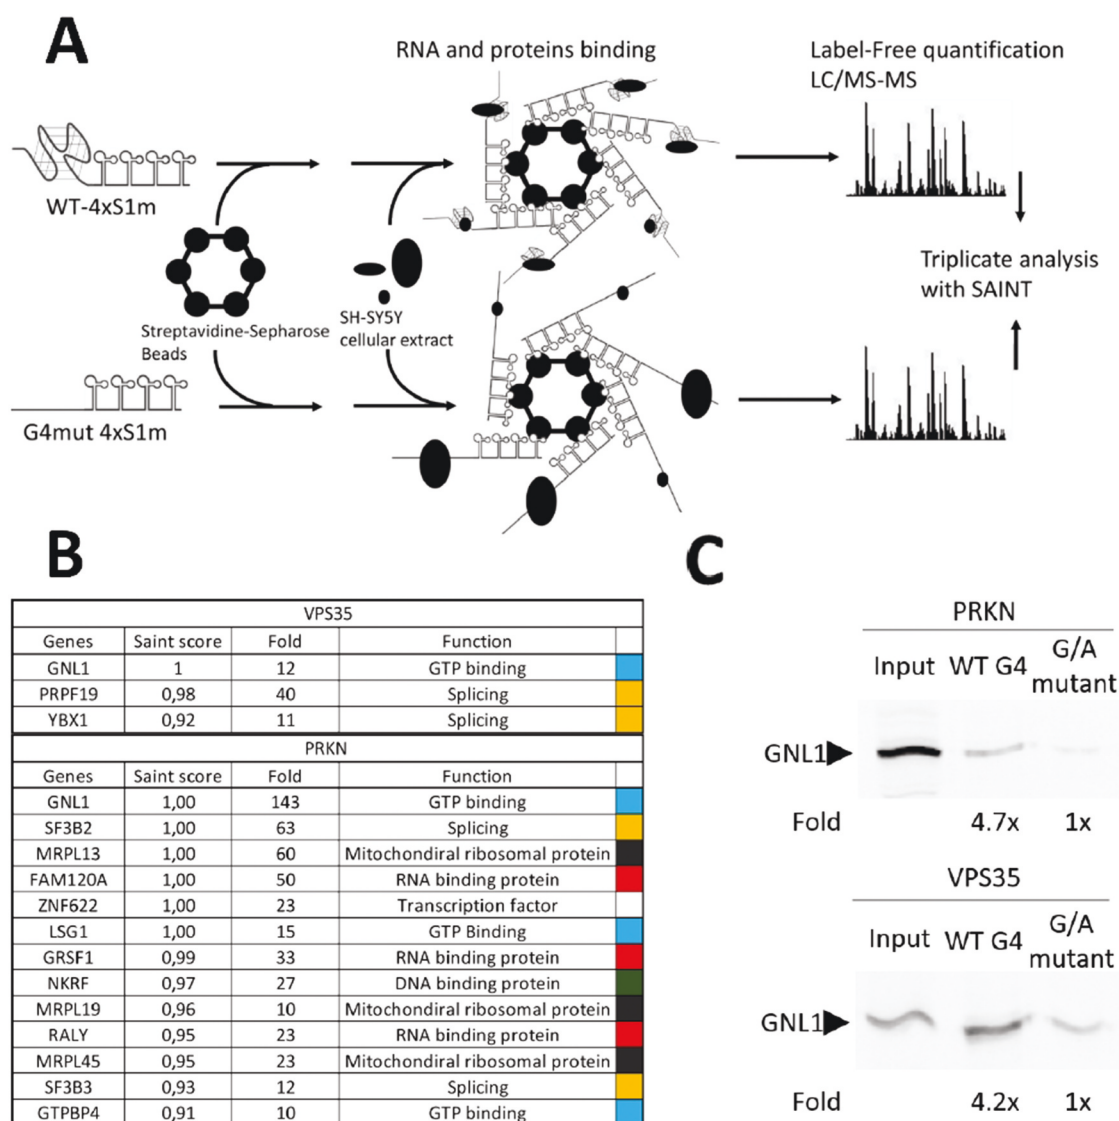 A
RNA and proteins binding
Label-Free quantification
LC/MS-MS
WT-4xS1m
Streptavidine-Sepharose
Beads
SH-SY5Y
cellular extract
Triplicate analysis
with SAINT
G4mut 4xS1m
B
VPS35
Genes Saint score Fold Function
GNL1 1 12 GTP binding
PRPF19 0,98 40 Splicing
YBX1 0,92 11 Splicing
PRKN
Genes Saint score Fold Function
GNL1 1,00 143 GTP binding
SF3B2 1,00 63 Splicing
MRPL13 1,00 60 Mitochondiral ribosomal protein
FAM120A 1,00 50 RNA binding protein
ZNF622 1,00 23 Transcription factor
LSG1 1,00 15 GTP Binding
GRSF1 0,99 33 RNA binding protein
NKRF 0,97 27 DNA binding protein
MRPL19 0,96 10 Mitochondiral ribosomal protein
RALY 0,95 23 RNA binding protein
MRPL45 0,95 23 Mitochondiral ribosomal protein
SF3B3 0,93 12 Splicing
GTPBP4 0,91 10 GTP binding
C
PRKN
Input WT G4 G/A mutant
GNL1
Fold 4.7x 1x
VPS35
Input WT G4 G/A mutant
GNL1
Fold 4.2x 1x